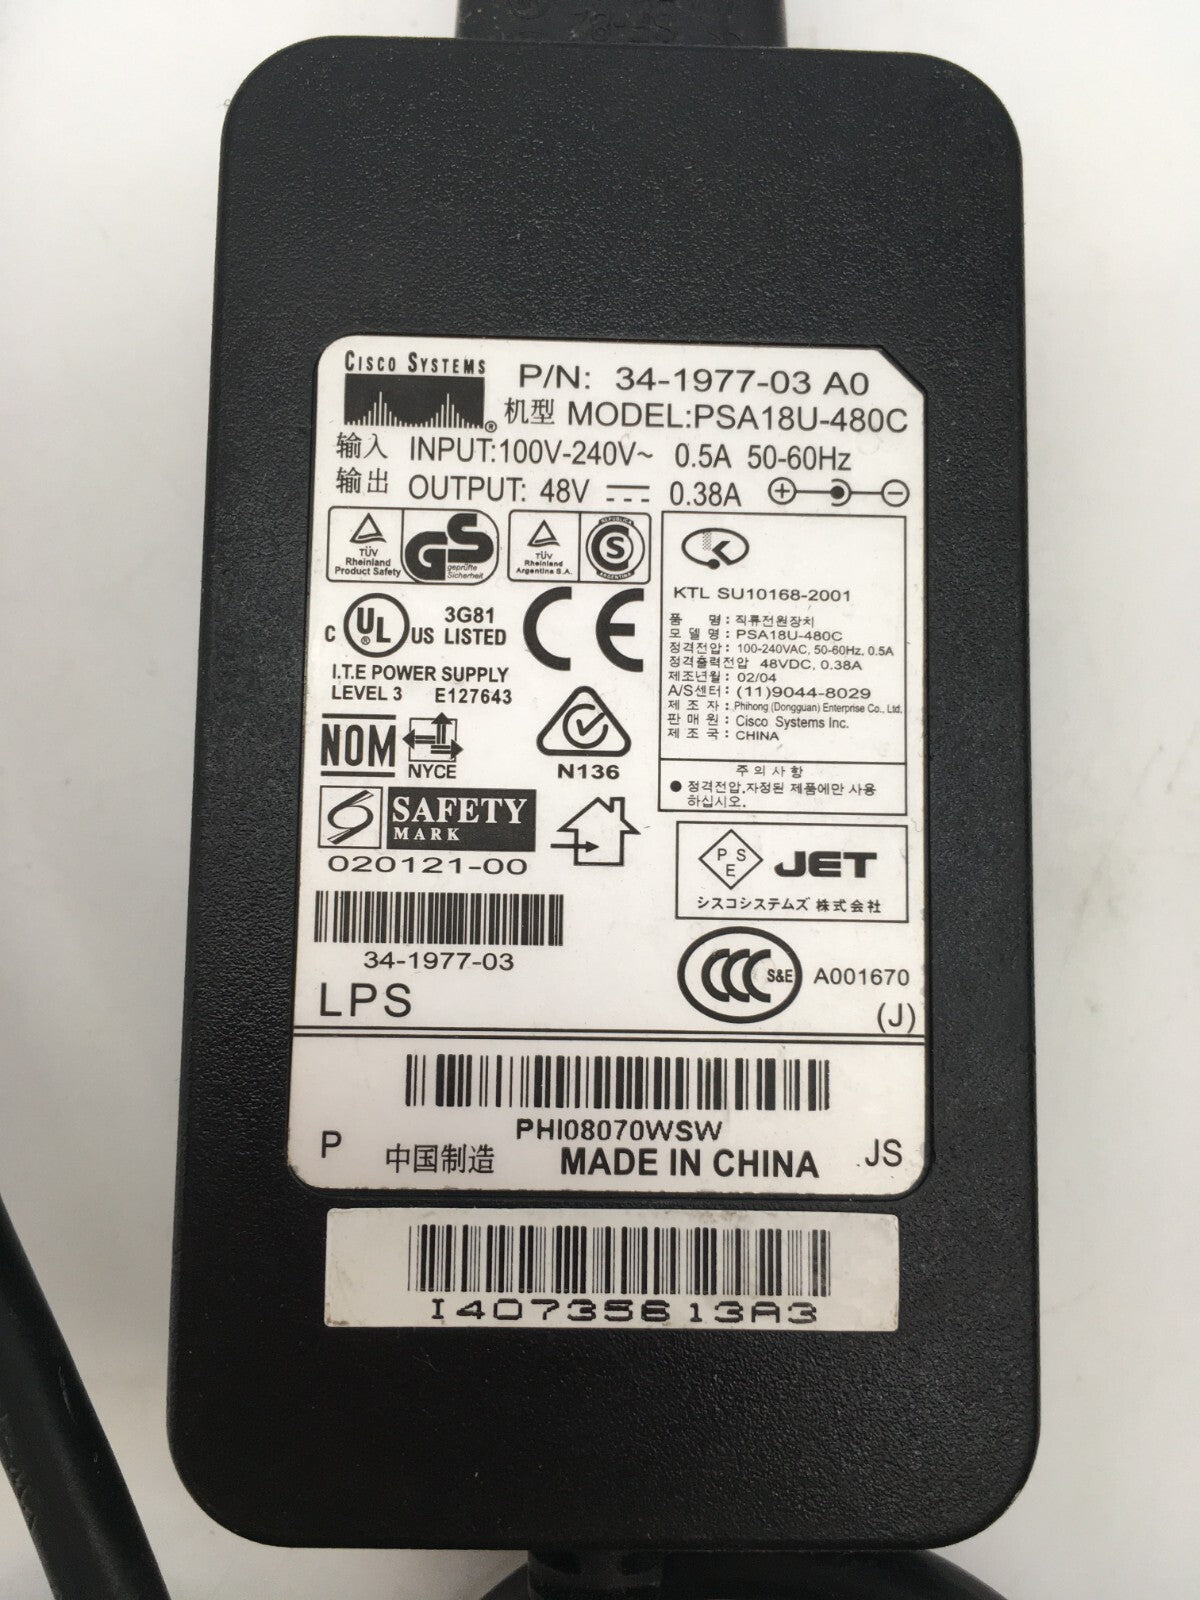 CISCO SYSTEMS
P/N: 34-1977-03 A0
机型 MODEL:PSA18U-480C
输入 INPUT:100V-240V~ 0.5A 50-60Hz
输出 OUTPUT: 48V 0.38A
TÜV
Rheinland
Product Safety
GS
geprüfte
Sicherheit
TÜV
Rheinland
Argentina S.A.
REPUBLICA
S
ARGENTINA
C UL ® US LISTED
3G81
I.T.E POWER SUPPLY
LEVEL 3 E127643
CE
NOM
NYCE
N136
SAFETY
MARK
020121-00
34-1977-03
LPS
K
KTL SU10168-2001
품 명 : 직류전원장치
모 델 명 : PSA18U-480C
정격전압 : 100-240VAC, 50-60Hz, 0.5A
정격출력전압 48VDC, 0.38A
제조년월 : 02/04
A/S센터 : (11)9044-8029
제 조 자 : Phihong (Dongguan) Enterprise Co., Ltd.
판 매 원 : Cisco Systems Inc.
제 조 국 : CHINA
주 의 사 항
● 정격전압,자정된 제품에만 사용
하십시오.
P S E
JET
シスコシステムズ 株式会社
CCC S&E A001670
(J)
PHI08070WSW
P 中国制造 MADE IN CHINA JS
I40735613A3